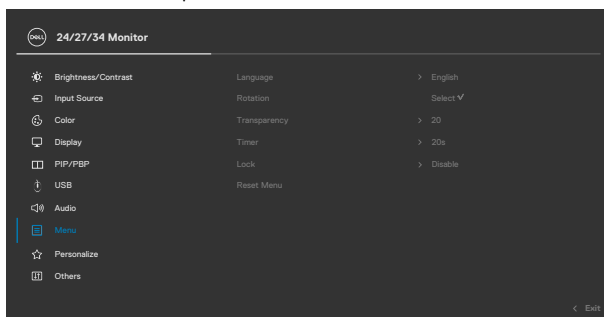 DELL 24/27/34 Monitor
Brightness/Contrast Language > English
Input Source Rotation Select √
Color Transparency > 20
Display Timer > 20s
PIP/PBP Lock > Disable
USB Reset Menu
Audio
Menu
Personalize
Others
< Exit